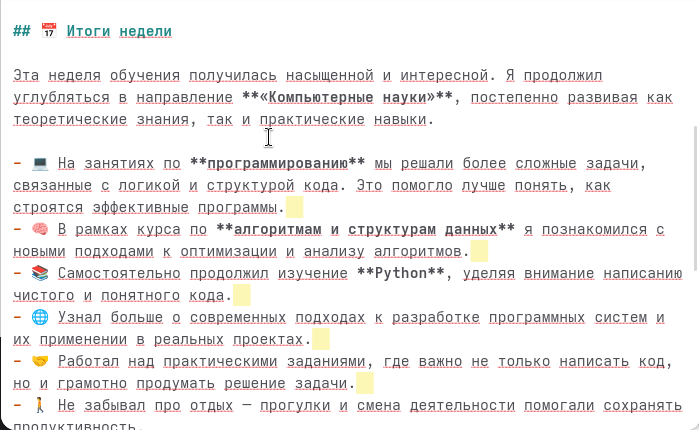 ## 📅 Итоги недели
Эта неделя обучения получилась насыщенной и интересной. Я продолжил
углубляться в направление **«Компьютерные науки»**, постепенно развивая как
теоретические знания, так и практические навыки.
- 💻 На занятиях по **программированию** мы решали более сложные задачи,
связанные с логикой и структурой кода. Это помогло лучше понять, как
строятся эффективные программы.
- 🧠 В рамках курса по **алгоритмам и структурам данных** я познакомился с
новыми подходами к оптимизации и анализу алгоритмов.
- 📚 Самостоятельно продолжил изучение **Python**, уделяя внимание написанию
чистого и понятного кода.
- 🌐 Узнал больше о современных подходах к разработке программных систем и
их применении в реальных проектах.
- 🤝 Работал над практическими заданиями, где важно не только написать код,
но и грамотно продумать решение задачи.
- 🚶 Не забывал про отдых — прогулки и смена деятельности помогали сохранять
продуктивность.